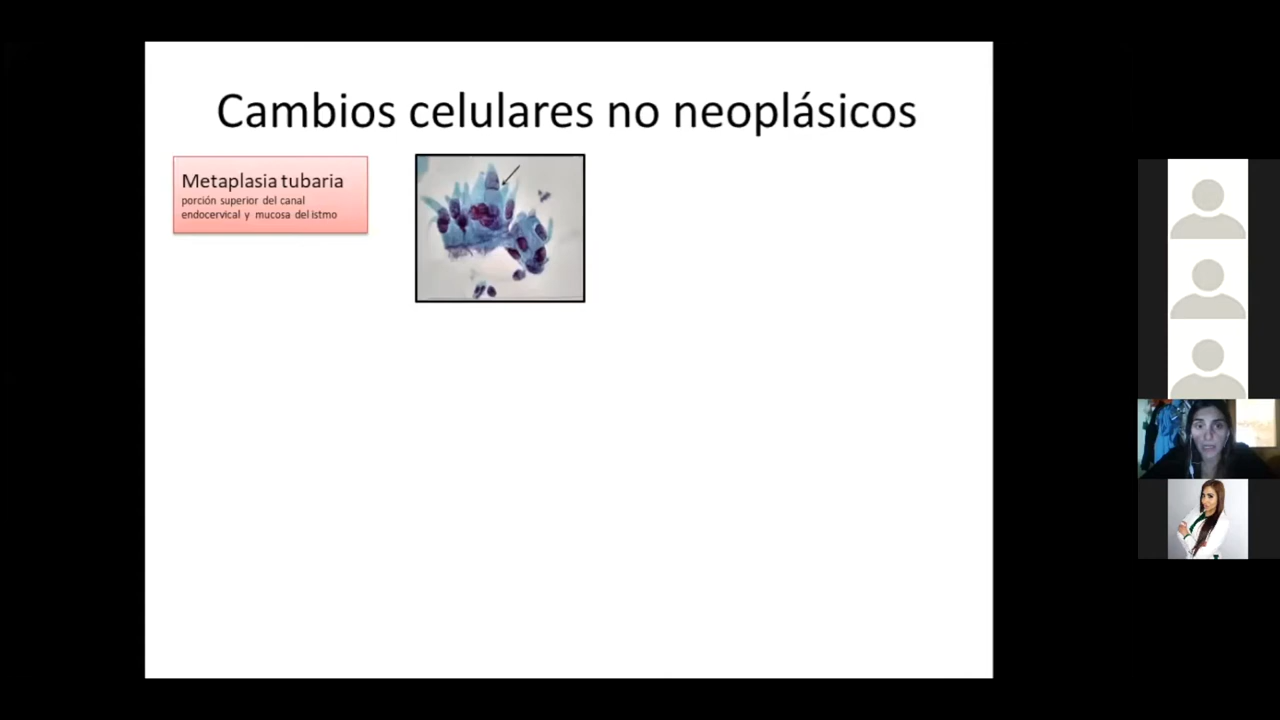 Cambios celulares no neoplásicos
Metaplasia tubaria
porción superior del canal
endocervical y mucosa del istmo